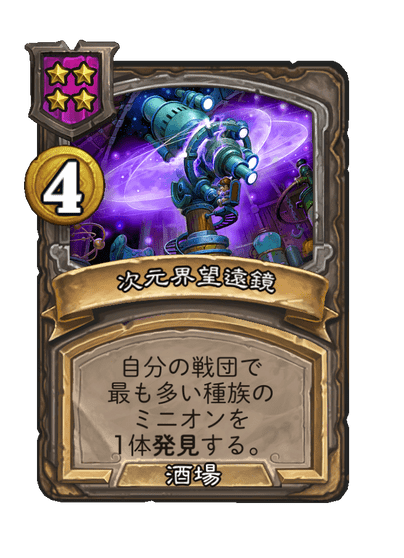 4
次元界望遠鏡
自分の戦団で
最も多い種族の
ミニオンを
1体発見する。
酒場